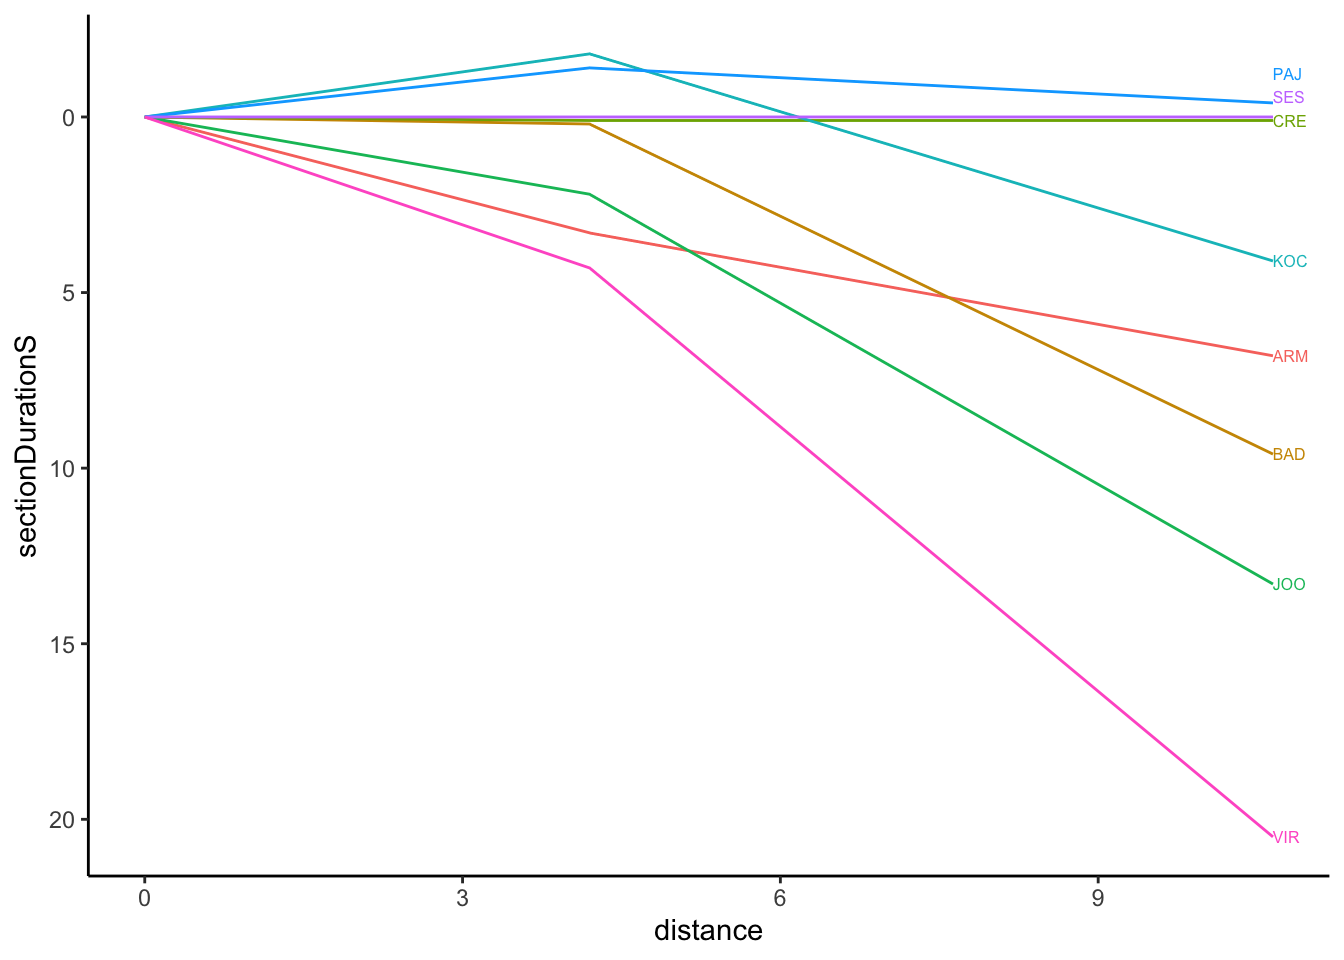 PAJ
SES
0
CRE
KOC
5
ARM
BAD
10
JOO
15
20
VIR
sectionDurationS
0 3 6 9
distance